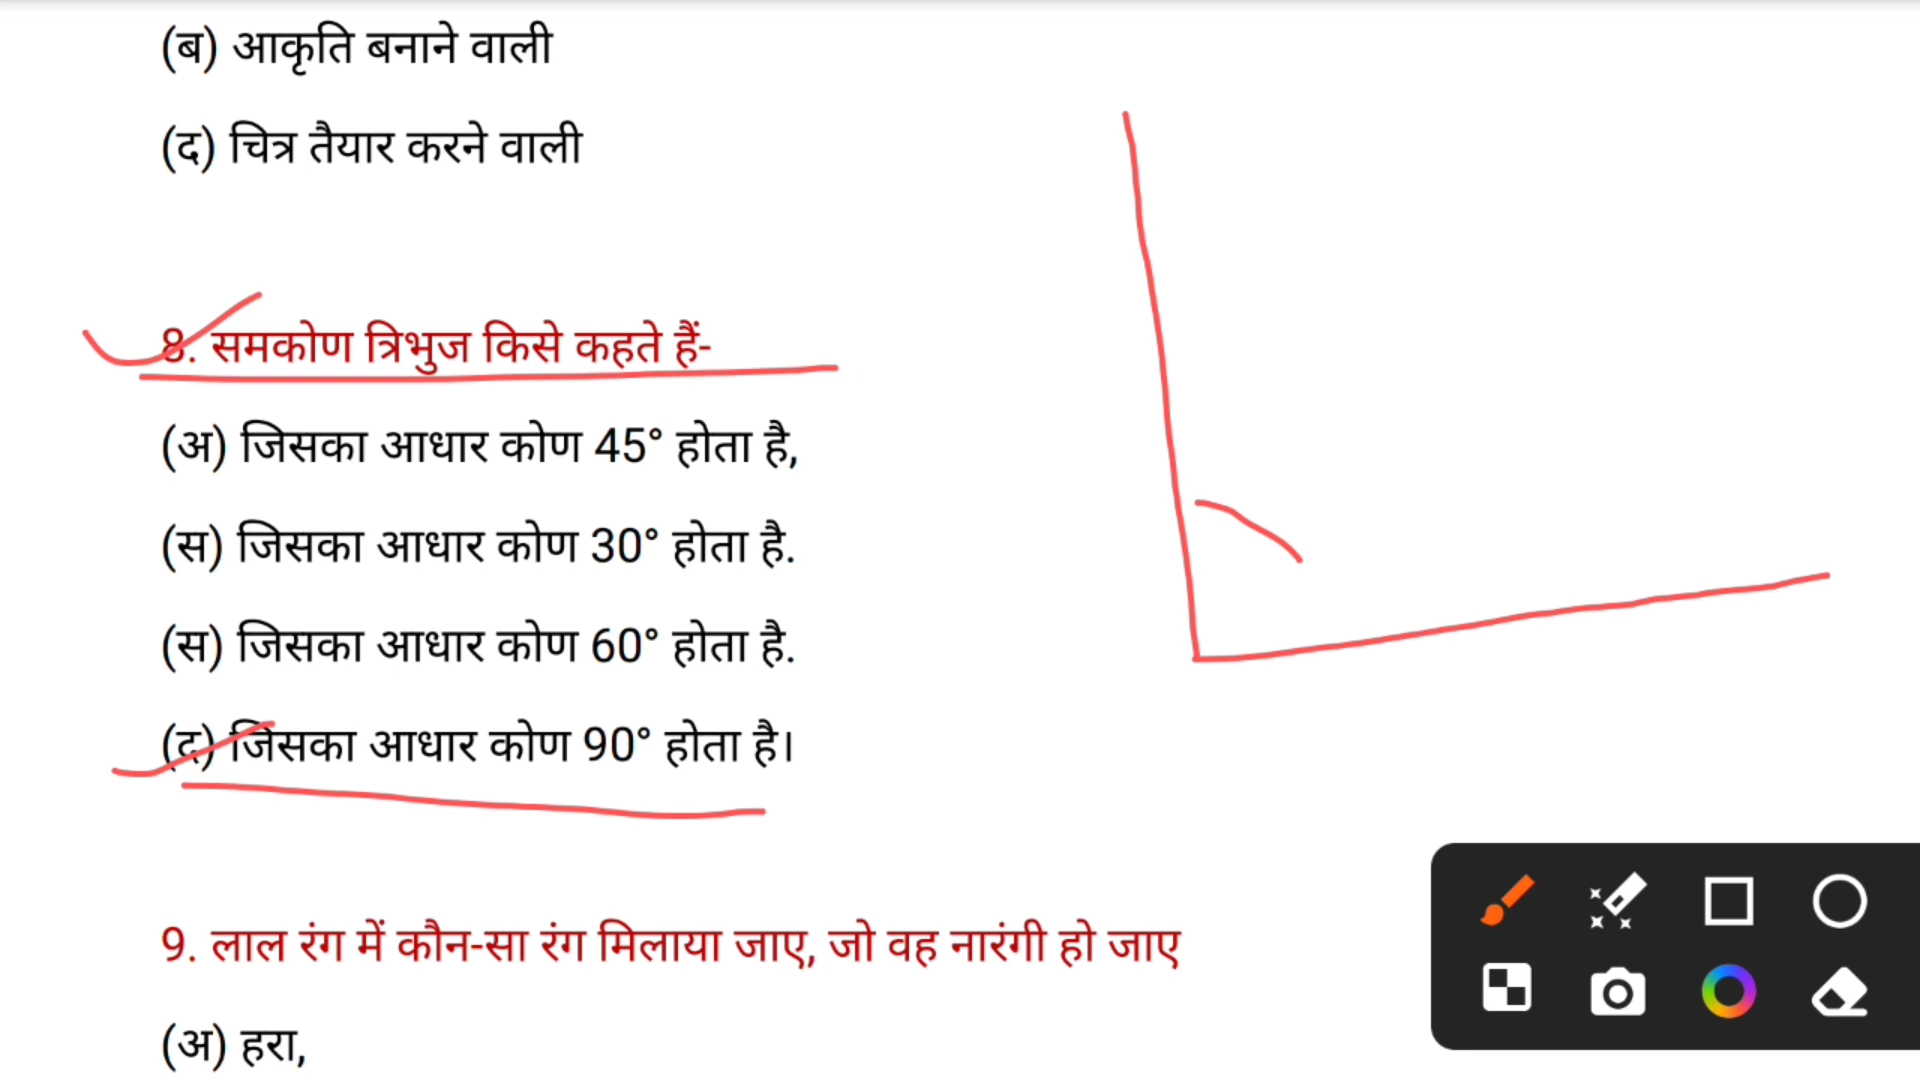 (ब) आकृति बनाने वाली
(द) चित्र तैयार करने वाली
8. समकोण त्रिभुज किसे कहते हैं-
(अ) जिसका आधार कोण 45° होता है,
(स) जिसका आधार कोण 30° होता है.
(स) जिसका आधार कोण 60° होता है.
(द) जिसका आधार कोण 90° होता है।
9. लाल रंग में कौन-सा रंग मिलाया जाए, जो वह नारंगी हो जाए
(अ) हरा,